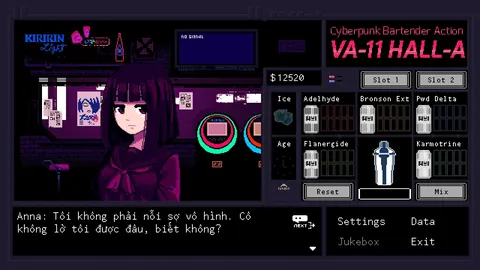 KIRIRIN
Light
NO SIGNAL
$12520
Cyberpunk Bartender Action
VA-11 HALL-A
Slot 1
Slot 2
Ice
Adelhyde
Bronson Ext
Pwd Delta
Age
Flanergide
Karmotrine
Reset
Mix
Anna: Tôi không phải nỗi sợ vô hình. Cô
không lờ tôi được đâu, biết không?
NEXT
Settings
Data
Jukebox
Exit